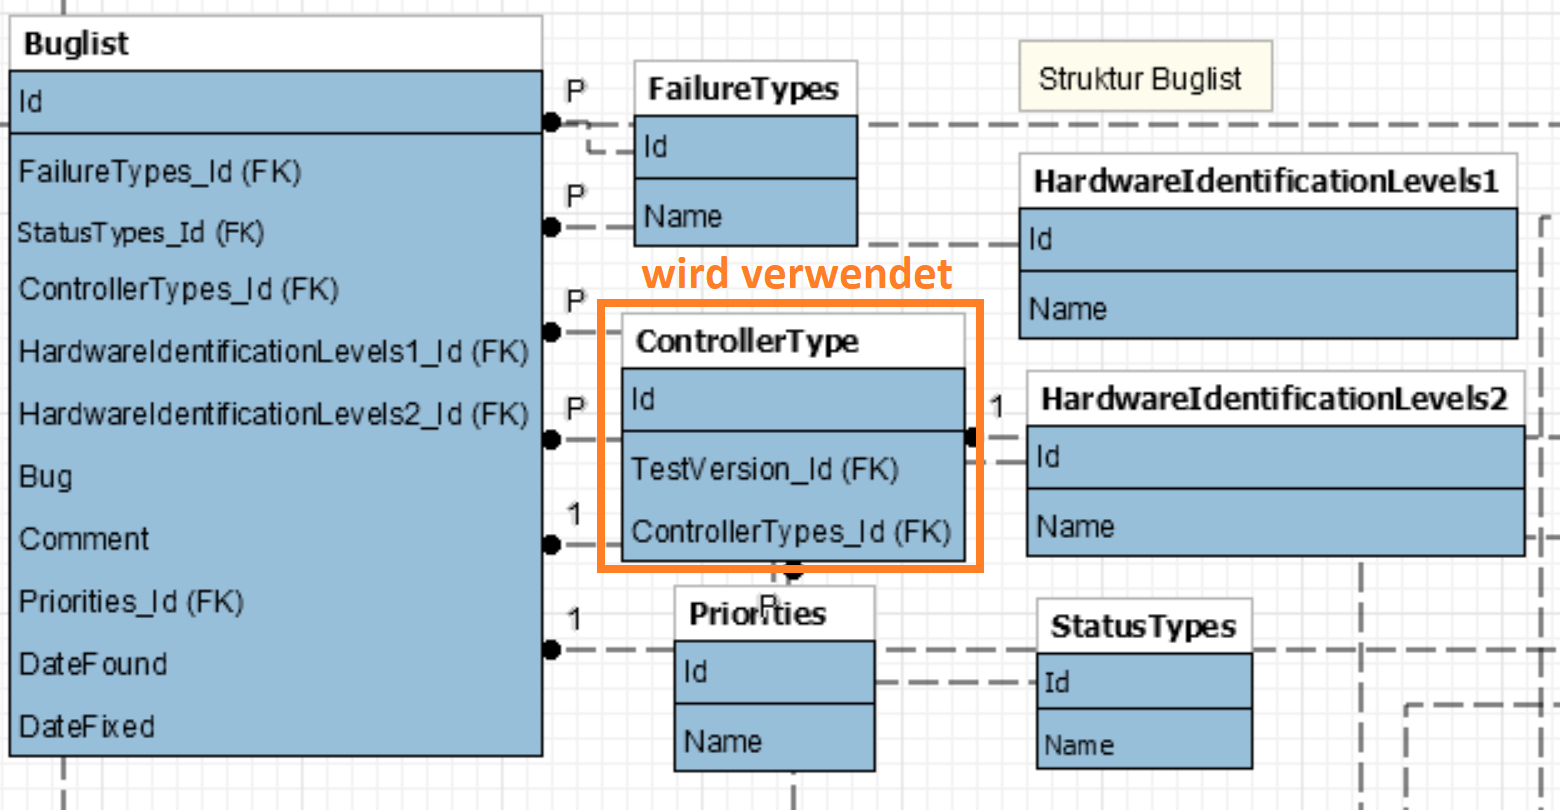 Buglist
Id
FailureTypes_Id (FK)
StatusTypes_Id (FK)
ControllerTypes_Id (FK)
HardwareIdentificationLevels1_Id (FK)
HardwareIdentificationLevels2_Id (FK)
Bug
Comment
Priorities_Id (FK)
DateFound
DateFixed
P
P
P
P
1
1
FailureTypes
Id
Name
wird verwendet
ControllerType
Id
TestVersion_Id (FK)
ControllerTypes_Id (FK)
1
P
Priorities
Id
Name
Struktur Buglist
HardwareIdentificationLevels1
Id
Name
HardwareIdentificationLevels2
Id
Name
StatusTypes
Id
Name